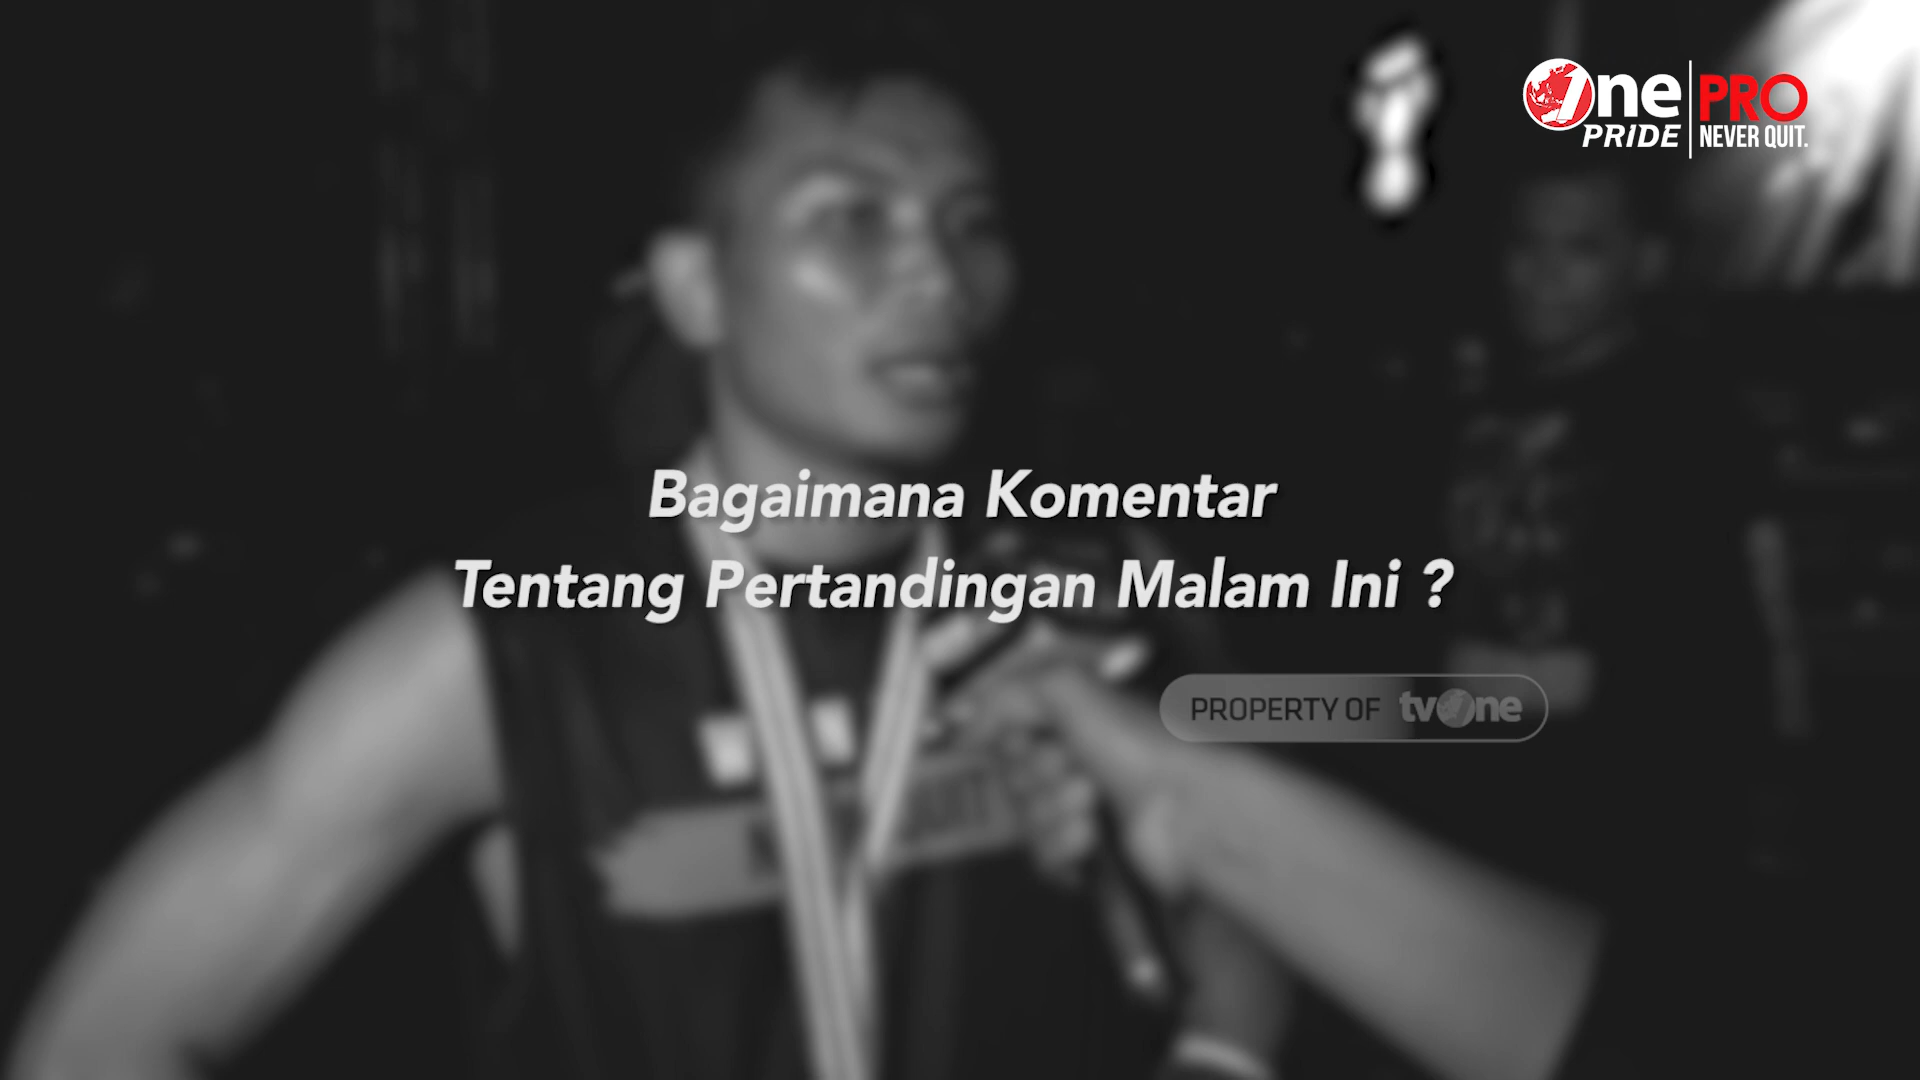 One
PRIDE
PRO
NEVER QUIT.
Bagaimana Komentar
Tentang Pertandingan Malam Ini ?
PROPERTY OF tvOne